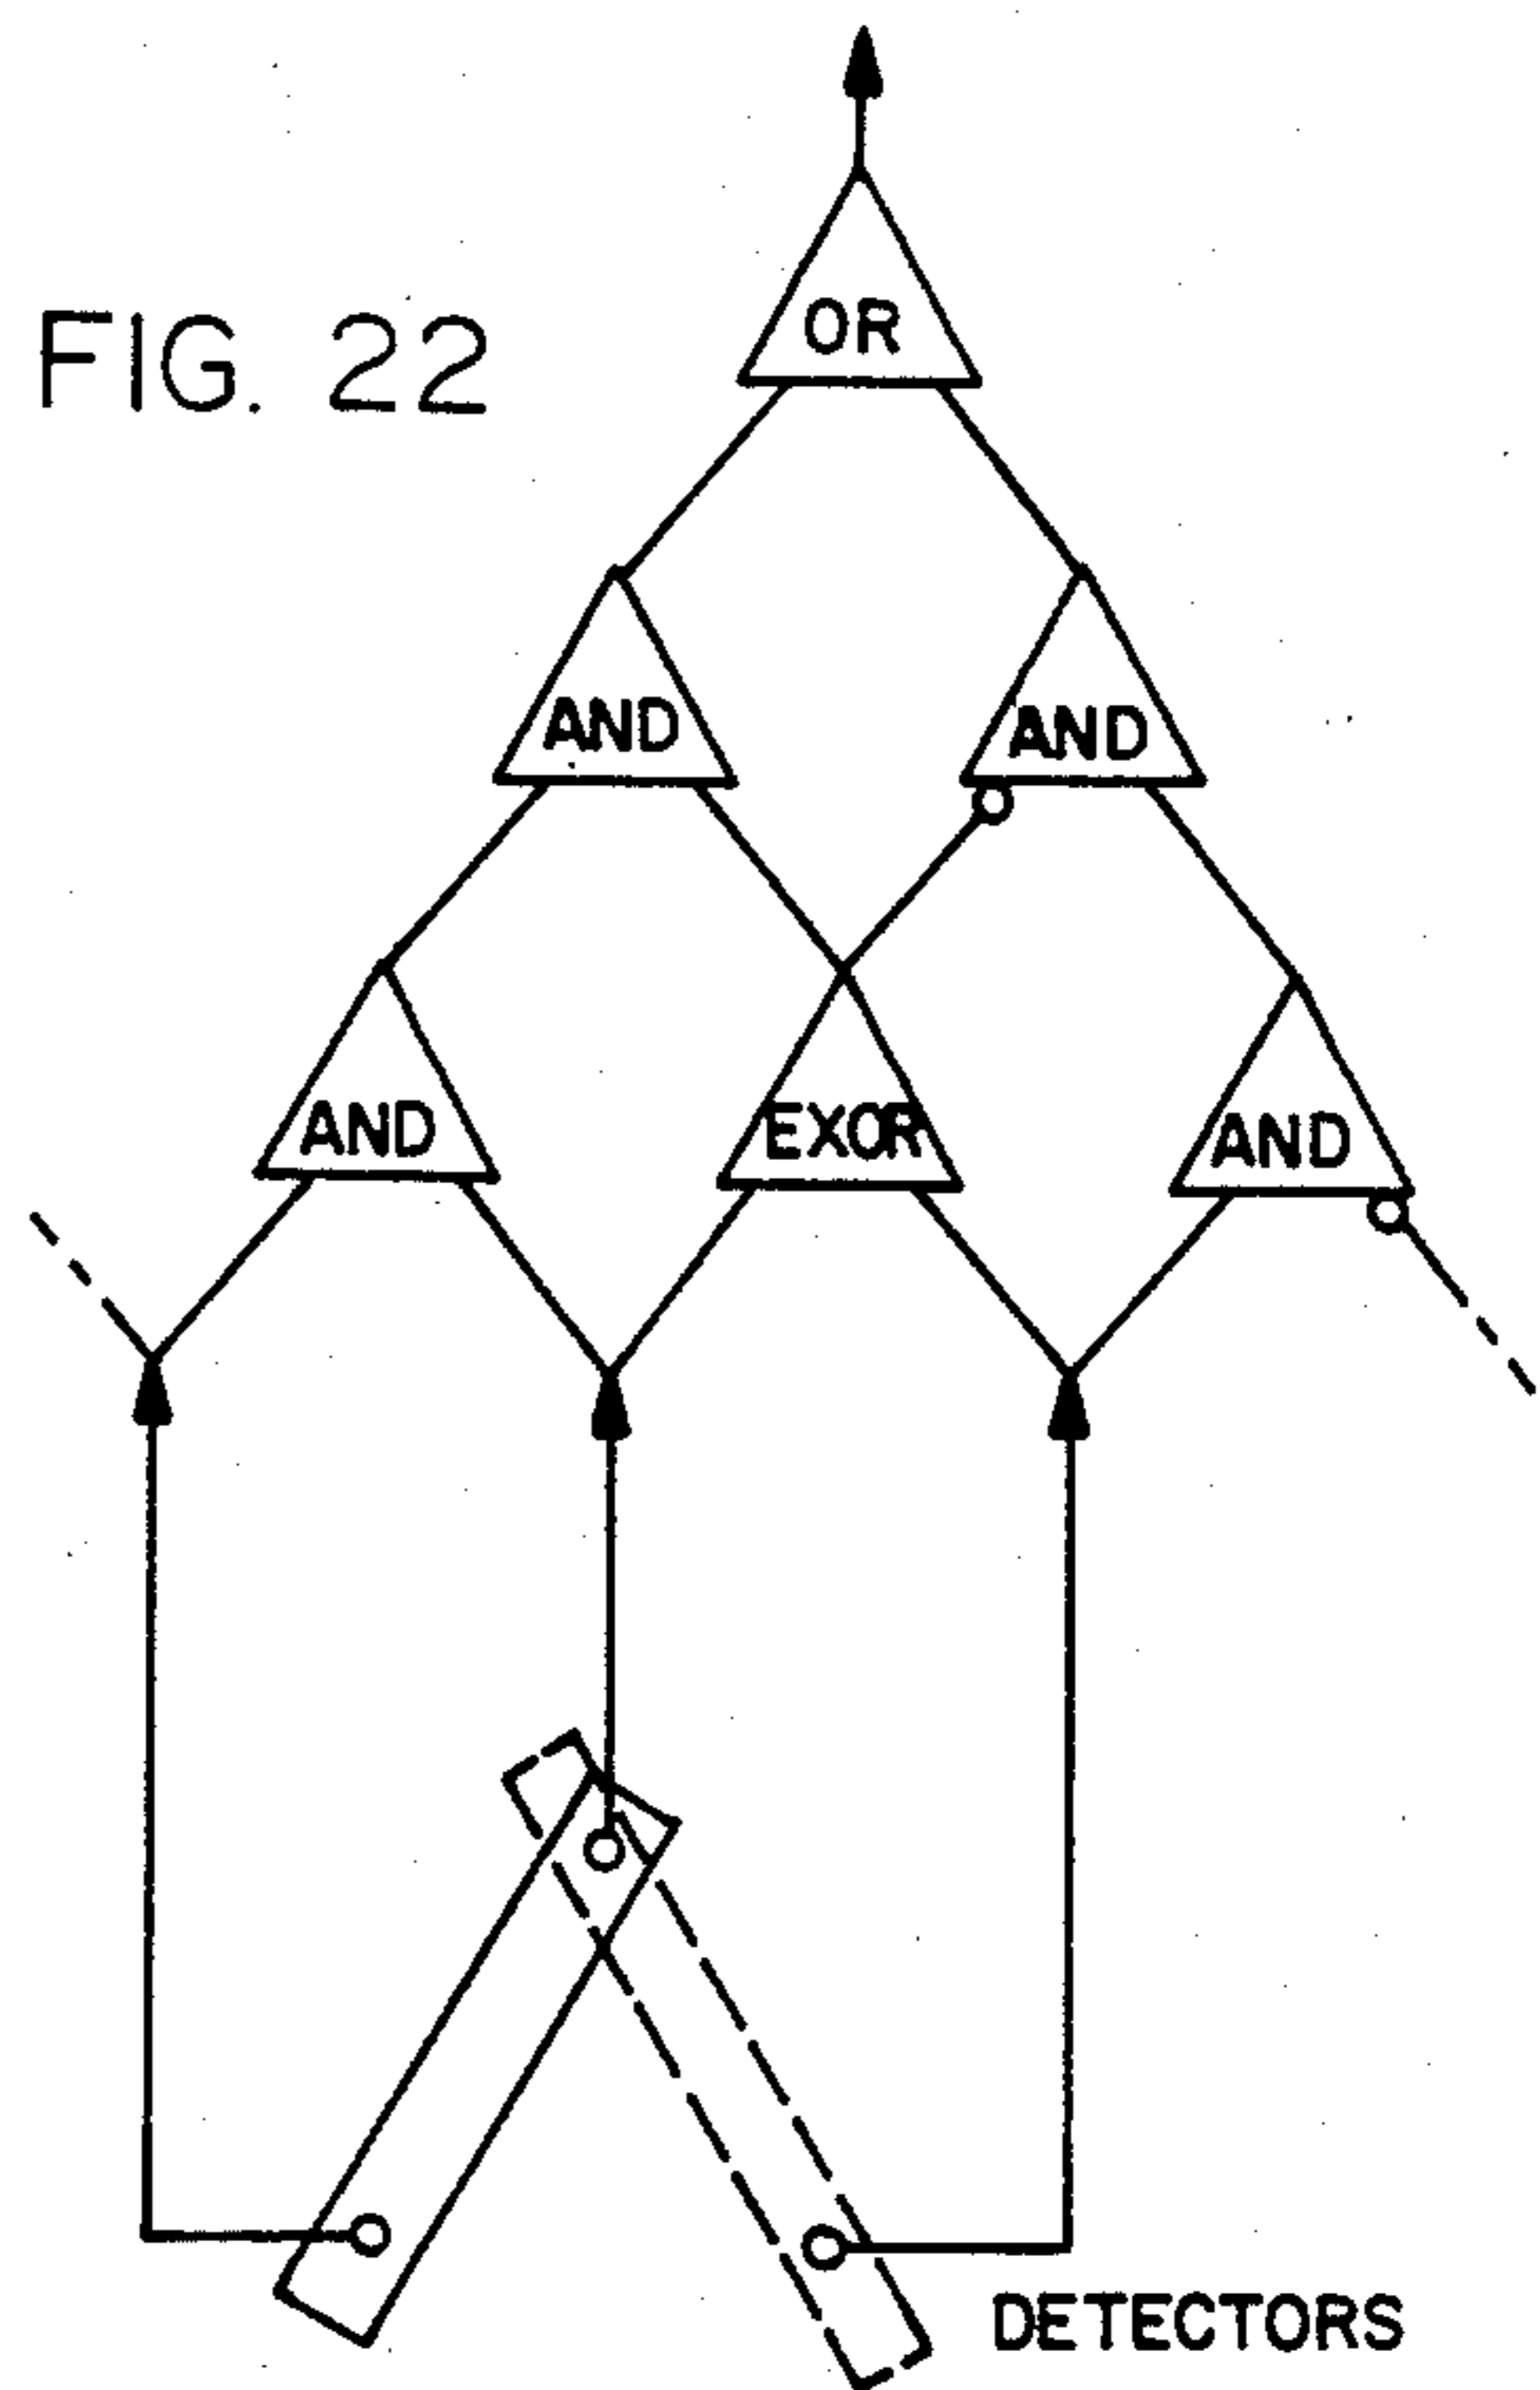 FIG. 22
OR
AND
AND
AND
EXOR
AND
DETECTORS